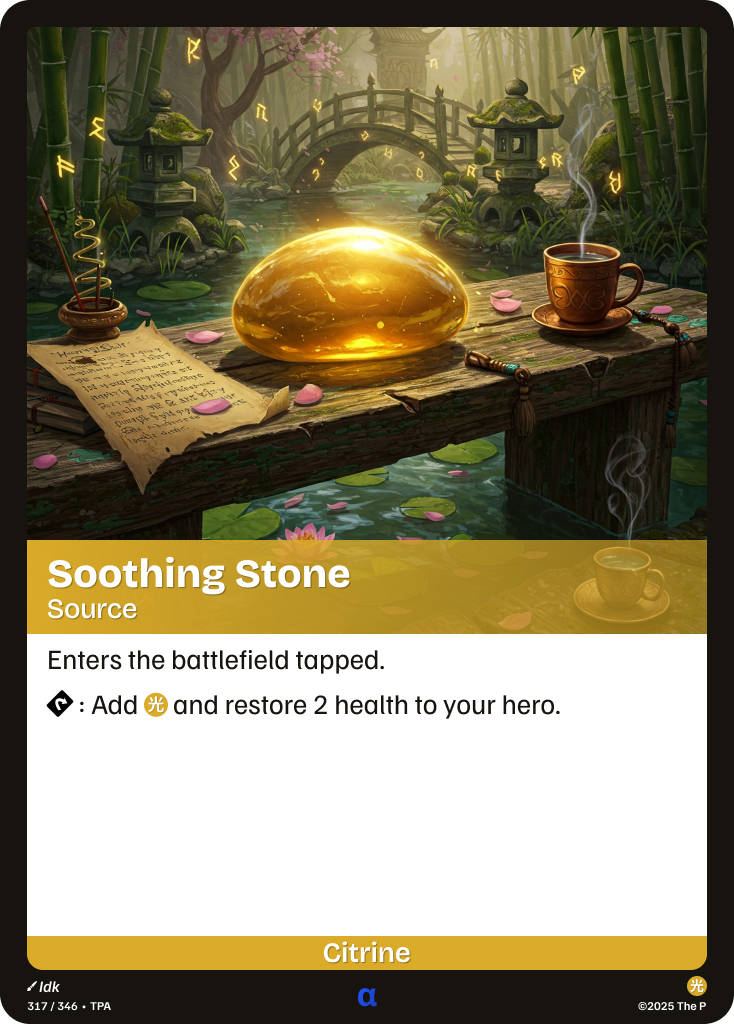 Soothing Stone
Source
Enters the battlefield tapped.
: Add 光 and restore 2 health to your hero.
Citrine
Idk
光
317 / 346 • TPA
α
©2025 The P